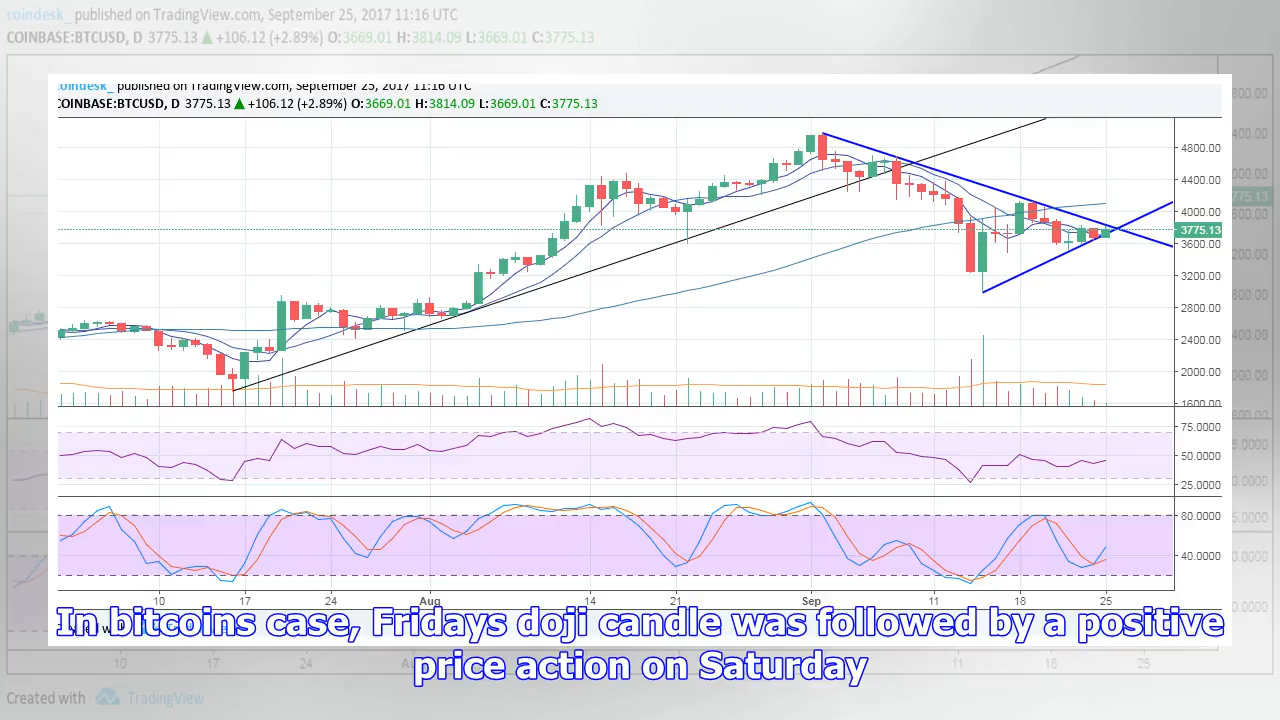 coindesk_ published on TradingView.com, September 25, 2017 11:16 UTC
COINBASE:BTCUSD, D 3775.13 ▲ +106.12 (+2.89%) O:3669.01 H:3814.09 L:3669.01 C:3775.13
coindesk_ published on TradingView.com, September 25, 2017 11:16 UTC
COINBASE:BTCUSD, D 3775.13 ▲ +106.12 (+2.89%) O:3669.01 H:3814.09 L:3669.01 C:3775.13
4800.00
4400.00
4000.00
3775.13
3600.00
3200.00
2800.00
2400.00
2000.00
1600.00
75.0000
50.0000
25.0000
80.0000
40.0000
10 17 24 Aug 14 21 Sep 11 18 25
In bitcoins case, Fridays doji candle was followed by a positive
price action on Saturday
10 17 24 11 18 25
Created with TradingView